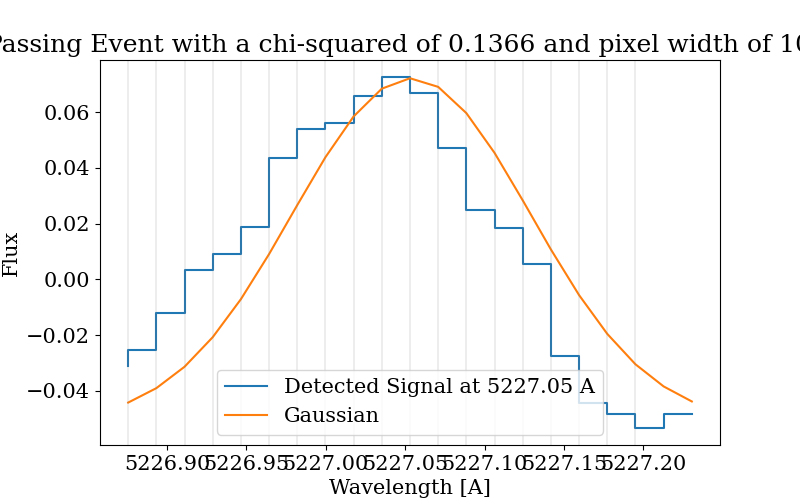 Passing Event with a chi-squared of 0.1366 and pixel width of 10
0.06
0.04
0.02
0.00
−0.02
−0.04
Flux
Detected Signal at 5227.05 A
Gaussian
5226.90 5226.95 5227.00 5227.05 5227.10 5227.15 5227.20
Wavelength [A]